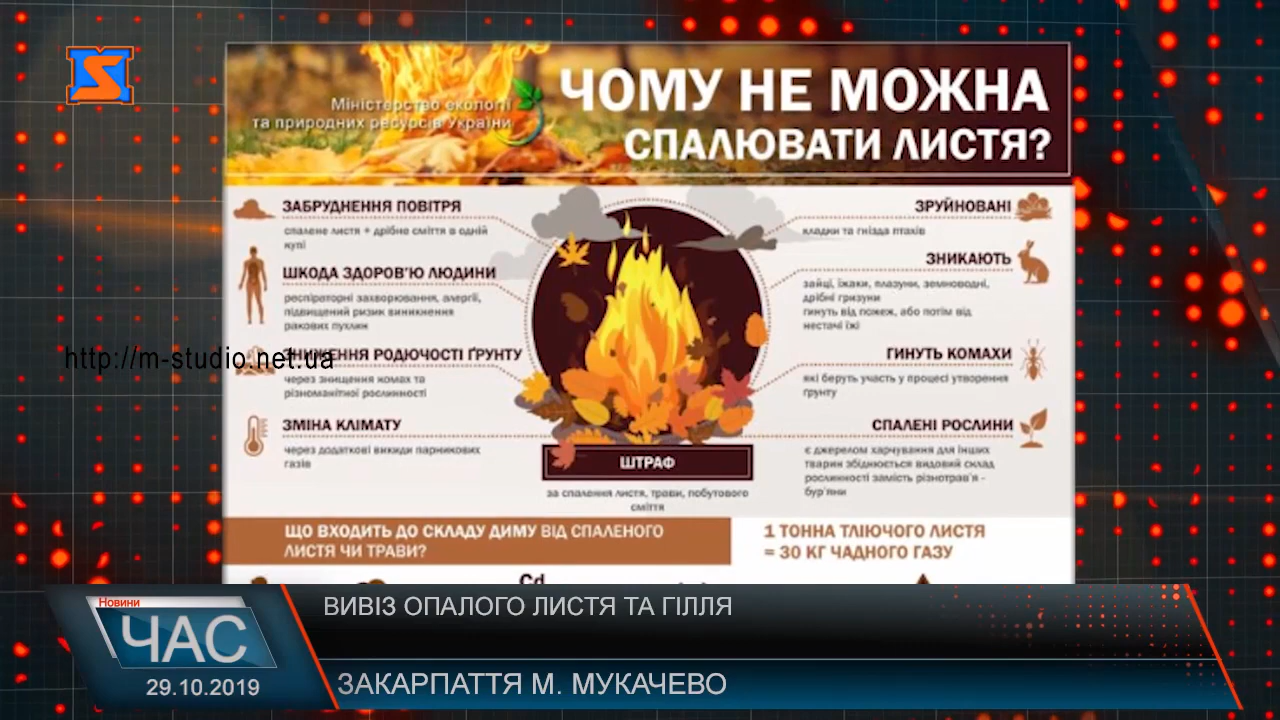 Міністерство екології
та природних ресурсів України
ЧОМУ НЕ МОЖНА
СПАЛЮВАТИ ЛИСТЯ?
ЗАБРУДНЕННЯ ПОВІТРЯ
спалене листя + дрібне сміття в одній
купі
ШКОДА ЗДОРОВ'Ю ЛЮДИНИ
респіраторні захворювання, алергії,
підвищений ризик виникнення
ракових пухлин
http://m-studio.net.ua
РОДЮЧОСТІ ҐРУНТУ
через знищення комах та
різноманітної рослинності
ЗМІНА КЛІМАТУ
через додаткові викиди парникових
газів
ШТРАФ
за спалення листя, трави, побутового
сміття
ЗРУЙНОВАНІ
кладки та гнізда птахів
ЗНИКАЮТЬ
зайці, їжаки, плазуни, земноводні,
дрібні гризуни
гинуть від пожеж, або потім від
нестачі їжі
ГИНУТЬ КОМАХИ
які беруть участь у процесі утворення
ґрунту
СПАЛЕНІ РОСЛИНИ
є джерелом харчування для інших
тварин збіднюється видовий склад
рослинності замість різнотрав'я -
бур'яни
ЩО ВХОДИТЬ ДО СКЛАДУ ДИМУ ВІД СПАЛЕНОГО
ЛИСТЯ ЧИ ТРАВИ?
1 ТОННА ТЛІЮЧОГО ЛИСТЯ
= 30 КГ ЧАДНОГО ГАЗУ
Cd
Новини
ЧАС
29.10.2019
ВИВІЗ ОПАЛОГО ЛИСТЯ ТА ГІЛЛЯ
ЗАКАРПАТТЯ М. МУКАЧЕВО